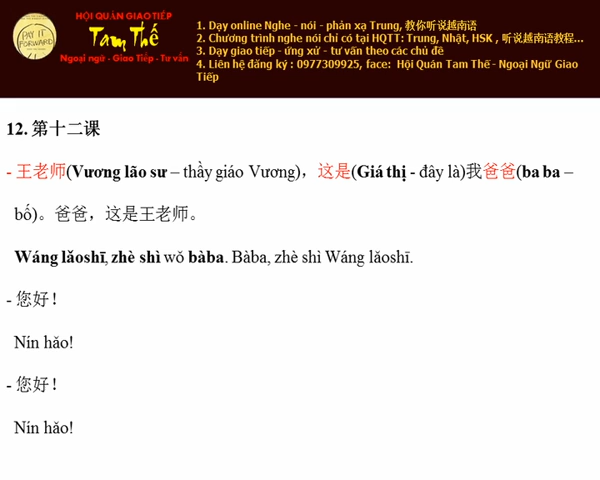 HỘI QUÁN GIAO TIẾP
Tam Thế
Ngoại ngữ - Giao Tiếp - Tư vấn
PAY IT
FORWARD
1. Dạy online Nghe - nói - phản xạ Trung, 教你听说越南语
2. Chương trình nghe nói chỉ có tại HQTT: Trung, Nhật, HSK , 听说越南语教程...
3. Dạy giao tiếp - ứng xử - tư vấn theo các chủ đề
4. Liên hệ đăng ký : 0977309925, face: Hội Quán Tam Thế - Ngoại Ngữ Giao
Tiếp
12. 第十二课
- 王老师(Vương lão sư – thầy giáo Vương)，这是(Giá thị - đây là)我爸爸(ba ba –
bố)。爸爸，这是王老师。
Wáng lǎoshī, zhè shì wǒ bàba. Bàba, zhè shì Wáng lǎoshī.
- 您好！
Nín hǎo!
- 您好！
Nín hǎo!